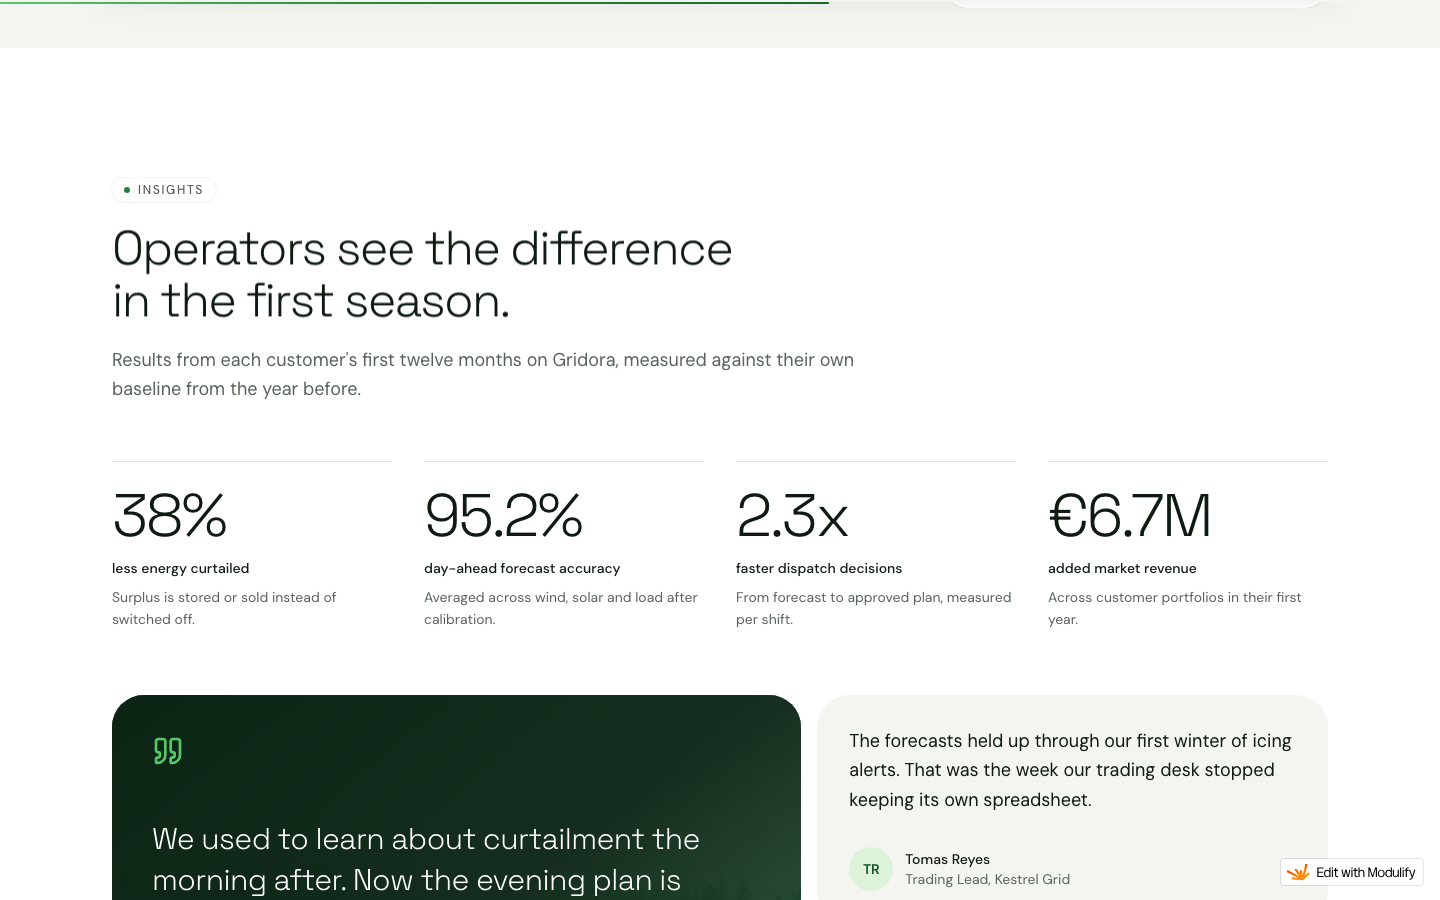 INSIGHTS
Operators see the difference
in the first season.
Results from each customer's first twelve months on Gridora, measured against their own
baseline from the year before.
38%
less energy curtailed
Surplus is stored or sold instead of
switched off.
95.2%
day-ahead forecast accuracy
Averaged across wind, solar and load after
calibration.
2.3x
faster dispatch decisions
From forecast to approved plan, measured
per shift.
€6.7M
added market revenue
Across customer portfolios in their first
year.
We used to learn about curtailment the
morning after. Now the evening plan is
The forecasts held up through our first winter of icing
alerts. That was the week our trading desk stopped
keeping its own spreadsheet.
TR
Tomas Reyes
Trading Lead, Kestrel Grid
Edit with Modulify